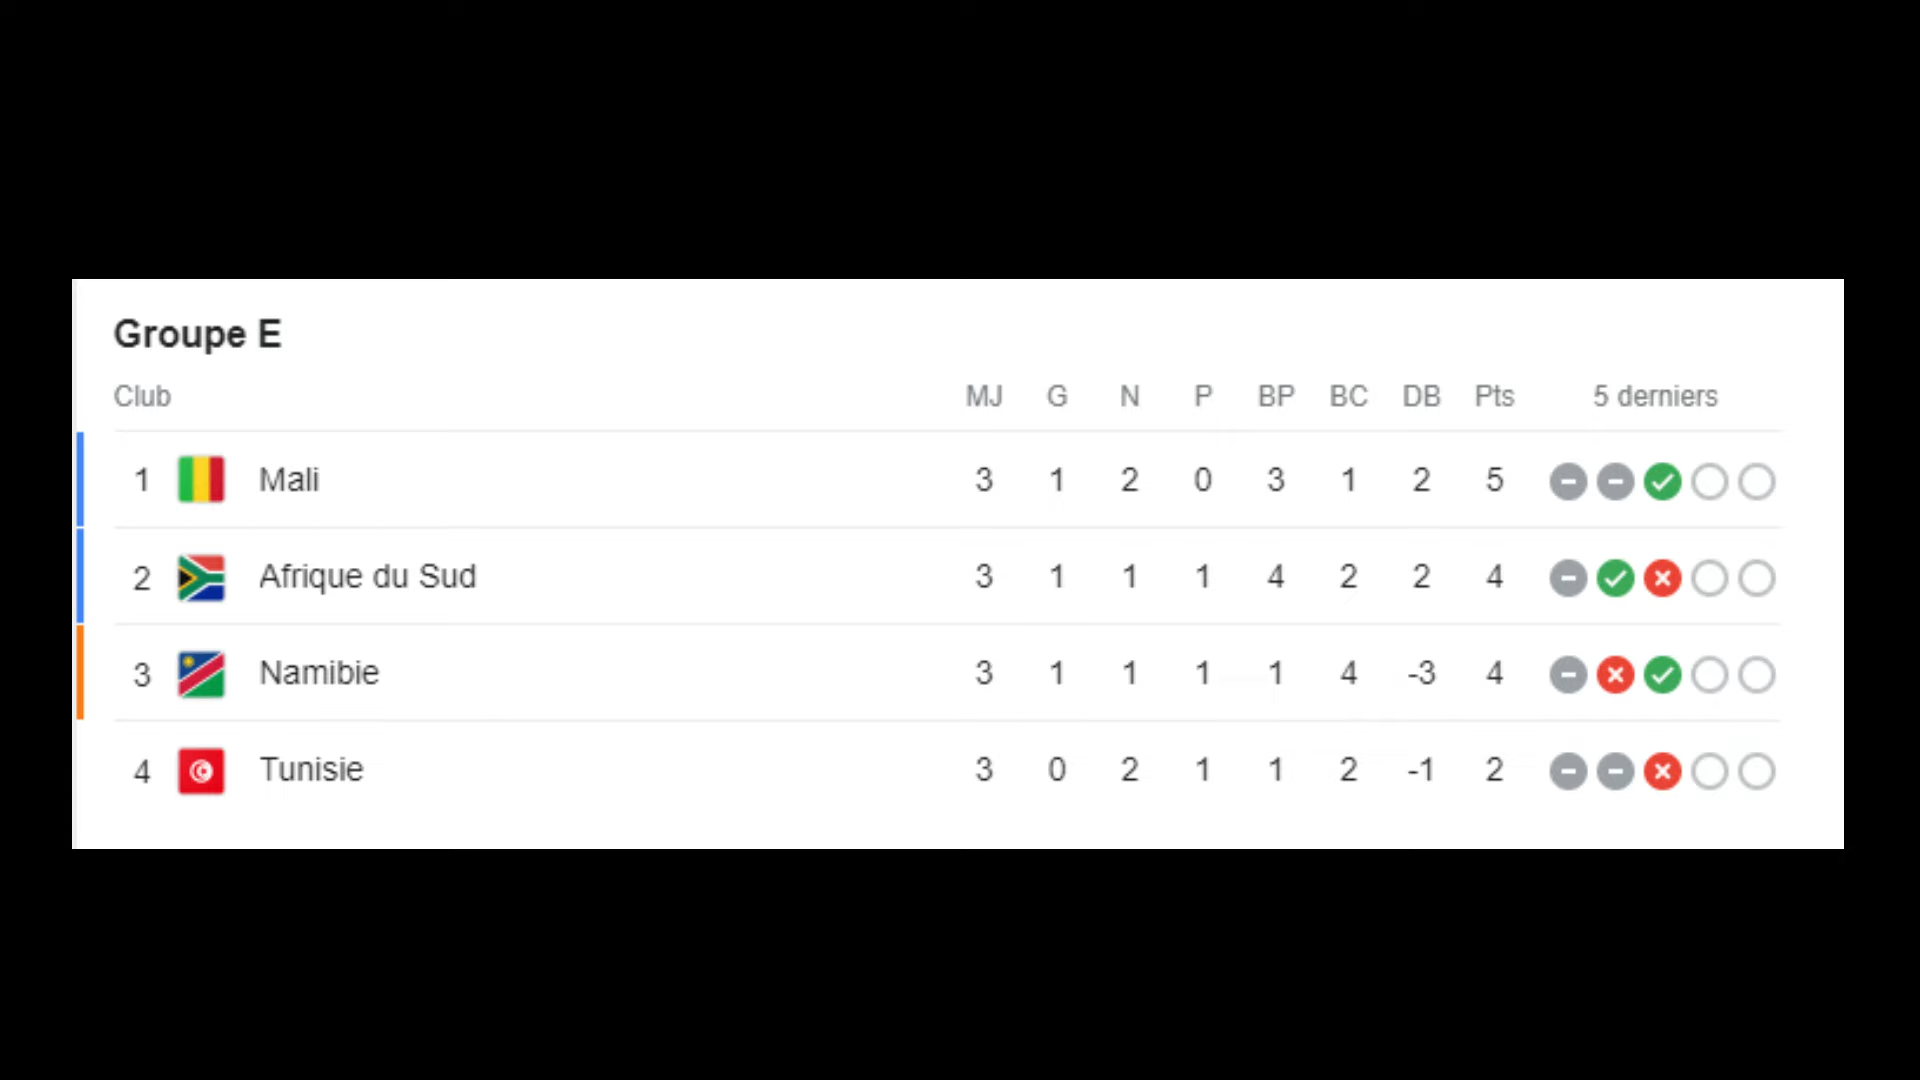 Groupe E
Club MJ G N P BP BC DB Pts 5 derniers
1 Mali 3 1 2 0 3 1 2 5
2 Afrique du Sud 3 1 1 1 4 2 2 4
3 Namibie 3 1 1 1 1 4 -3 4
4 Tunisie 3 0 2 1 1 2 -1 2